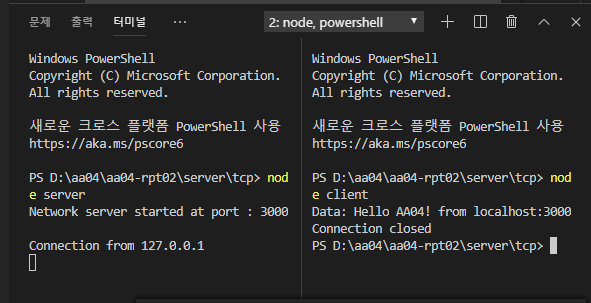 문제 출력 터미널 ... 2: node, powershell
Windows PowerShell
Copyright (C) Microsoft Corporation.
All rights reserved.
새로운 크로스 플랫폼 PowerShell 사용
https://aka.ms/pscore6
PS D:\aa04\aa04-rpt02\server\tcp> nod
e server
Network server started at port : 3000
Connection from 127.0.0.1
Windows PowerShell
Copyright (C) Microsoft Corporation.
All rights reserved.
새로운 크로스 플랫폼 PowerShell 사용
https://aka.ms/pscore6
PS D:\aa04\aa04-rpt02\server\tcp> nod
e client
Data: Hello AA04! from localhost:3000
Connection closed
PS D:\aa04\aa04-rpt02\server\tcp>